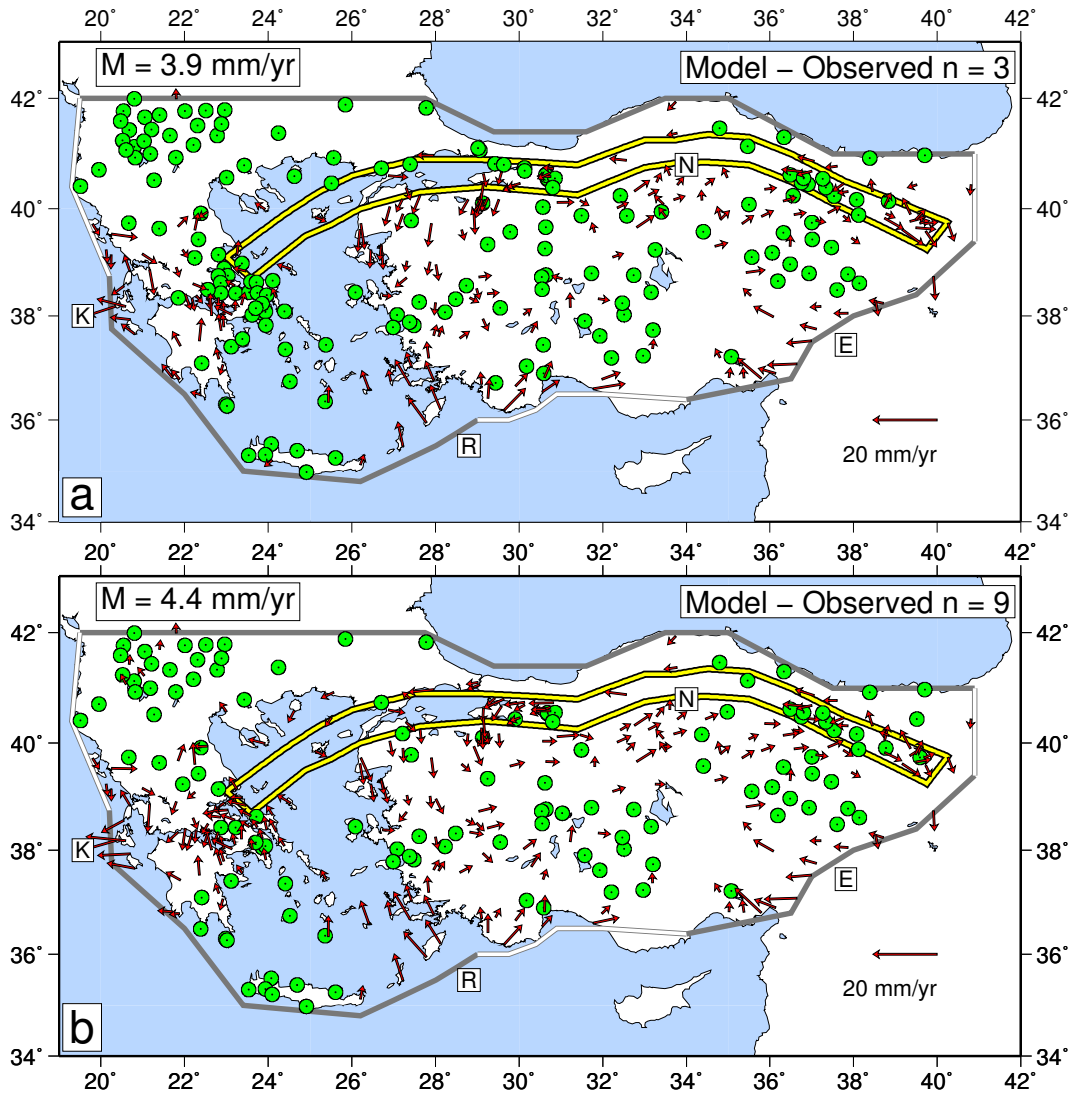 20˚ 22˚ 24˚ 26˚ 28˚ 30˚ 32˚ 34˚ 36˚ 38˚ 40˚ 42˚
M = 3.9 mm/yr
Model − Observed n = 3
42˚ 42˚
N
40˚ 40˚
K
38˚ 38˚
E
36˚ 36˚
R
20 mm/yr
a
34˚ 34˚
20˚ 22˚ 24˚ 26˚ 28˚ 30˚ 32˚ 34˚ 36˚ 38˚ 40˚ 42˚
M = 4.4 mm/yr
Model − Observed n = 9
42˚ 42˚
N
40˚ 40˚
K
38˚ 38˚
E
36˚ 36˚
R
20 mm/yr
b
34˚ 34˚
20˚ 22˚ 24˚ 26˚ 28˚ 30˚ 32˚ 34˚ 36˚ 38˚ 40˚ 42˚